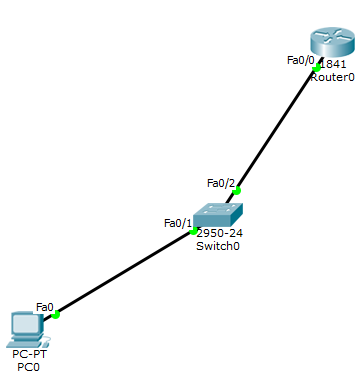 Fa0/0
1841
Router0
Fa0/2
Fa0/1
2950-24
Switch0
Fa0
PC-PT
PC0